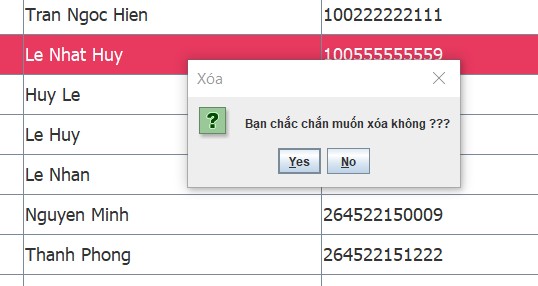 Tran Ngoc Hien 100222222111
Le Nhat Huy 100555555559
Xóa
Huy Le
?
Bạn chắc chắn muốn xóa không ???
Le Huy
Yes No
Le Nhan
Nguyen Minh 264522150009
Thanh Phong 264522151222